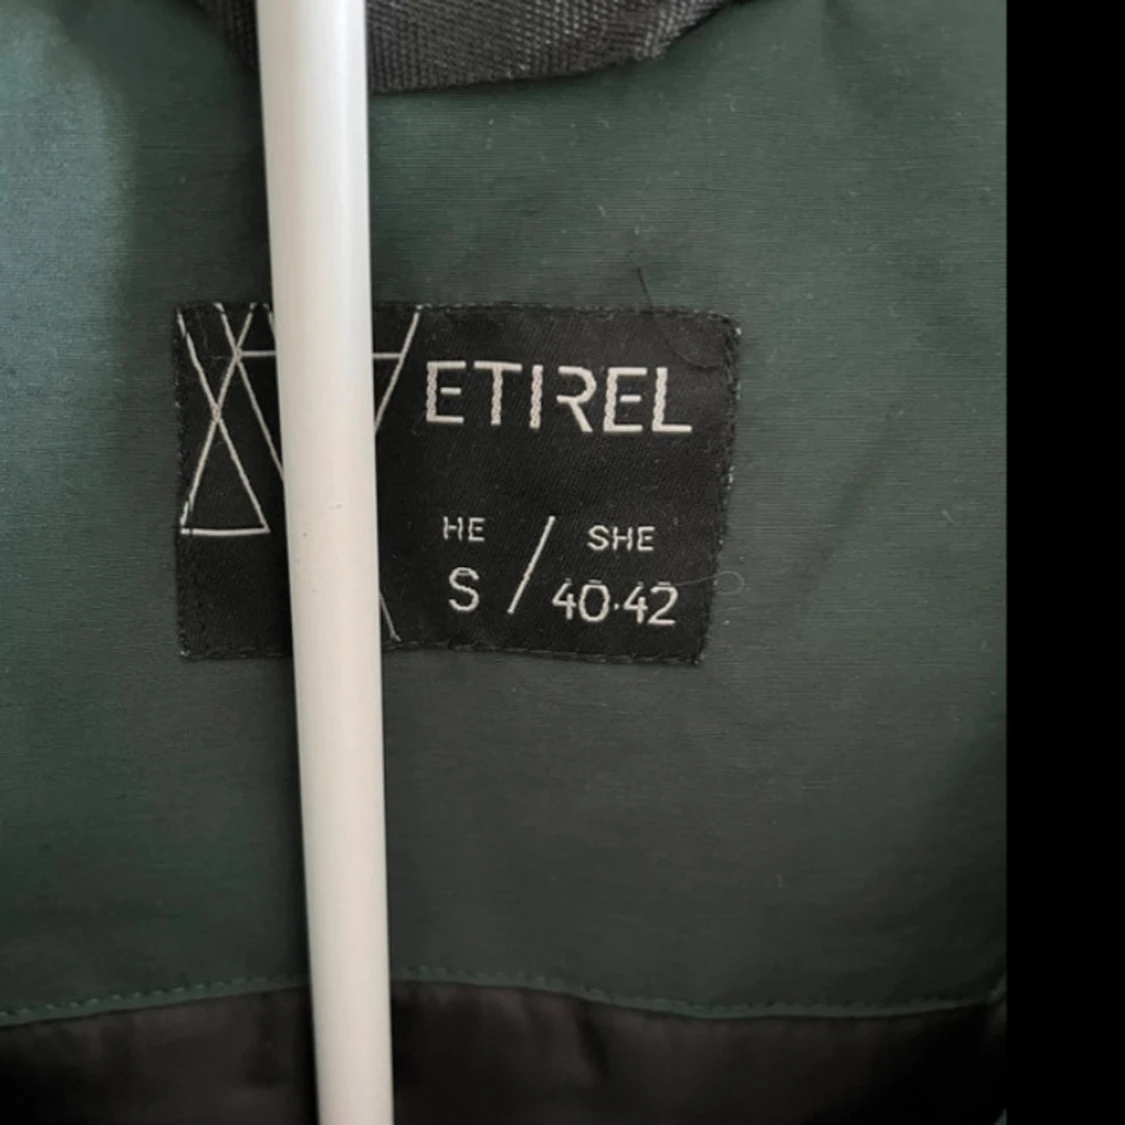 ETIREL
HE / SHE
S / 40·42